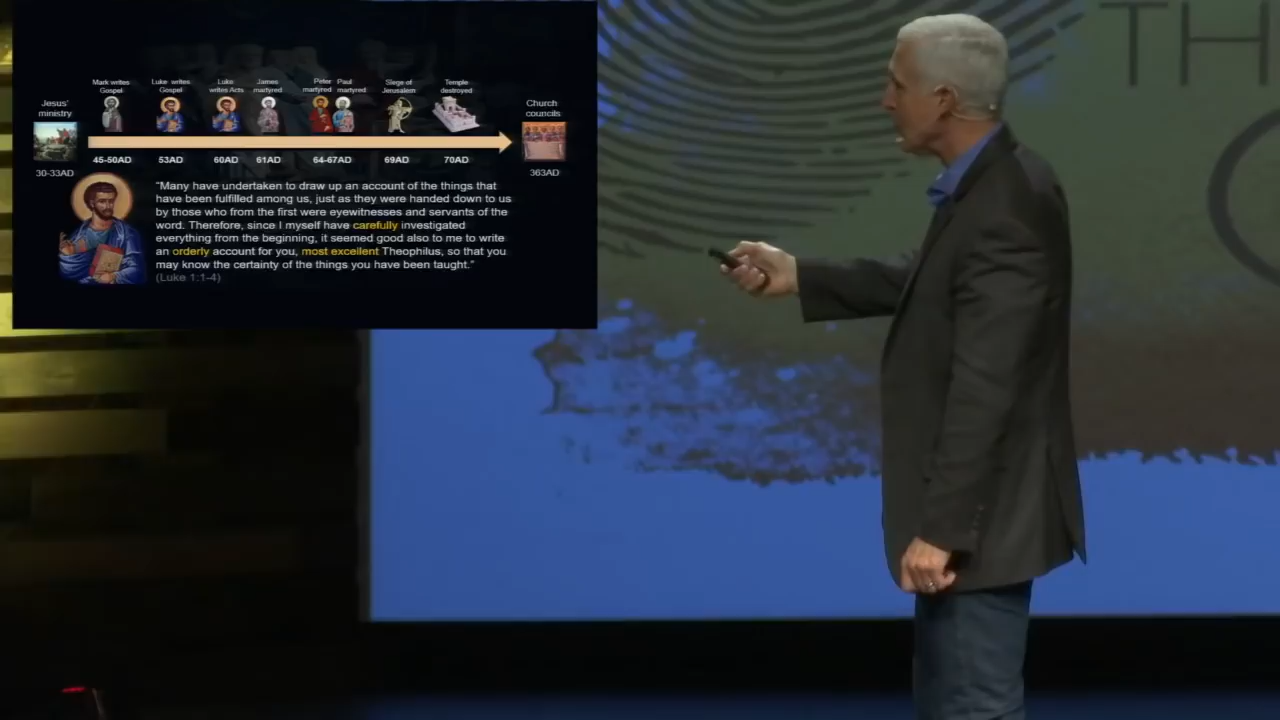 Mark writes Gospel
Luke writes Gospel
Luke writes Acts
James martyred
Peter martyred
Paul martyred
Siege of Jerusalem
Temple destroyed
Jesus' ministry
Church councils
45-50AD
53AD
60AD
61AD
64-67AD
69AD
70AD
30-33AD
363AD
"Many have undertaken to draw up an account of the things that
have been fulfilled among us, just as they were handed down to us
by those who from the first were eyewitnesses and servants of the
word. Therefore, since I myself have carefully investigated
everything from the beginning, it seemed good also to me to write
an orderly account for you, most excellent Theophilus, so that you
may know the certainty of the things you have been taught."
(Luke 1:1-4)
TH